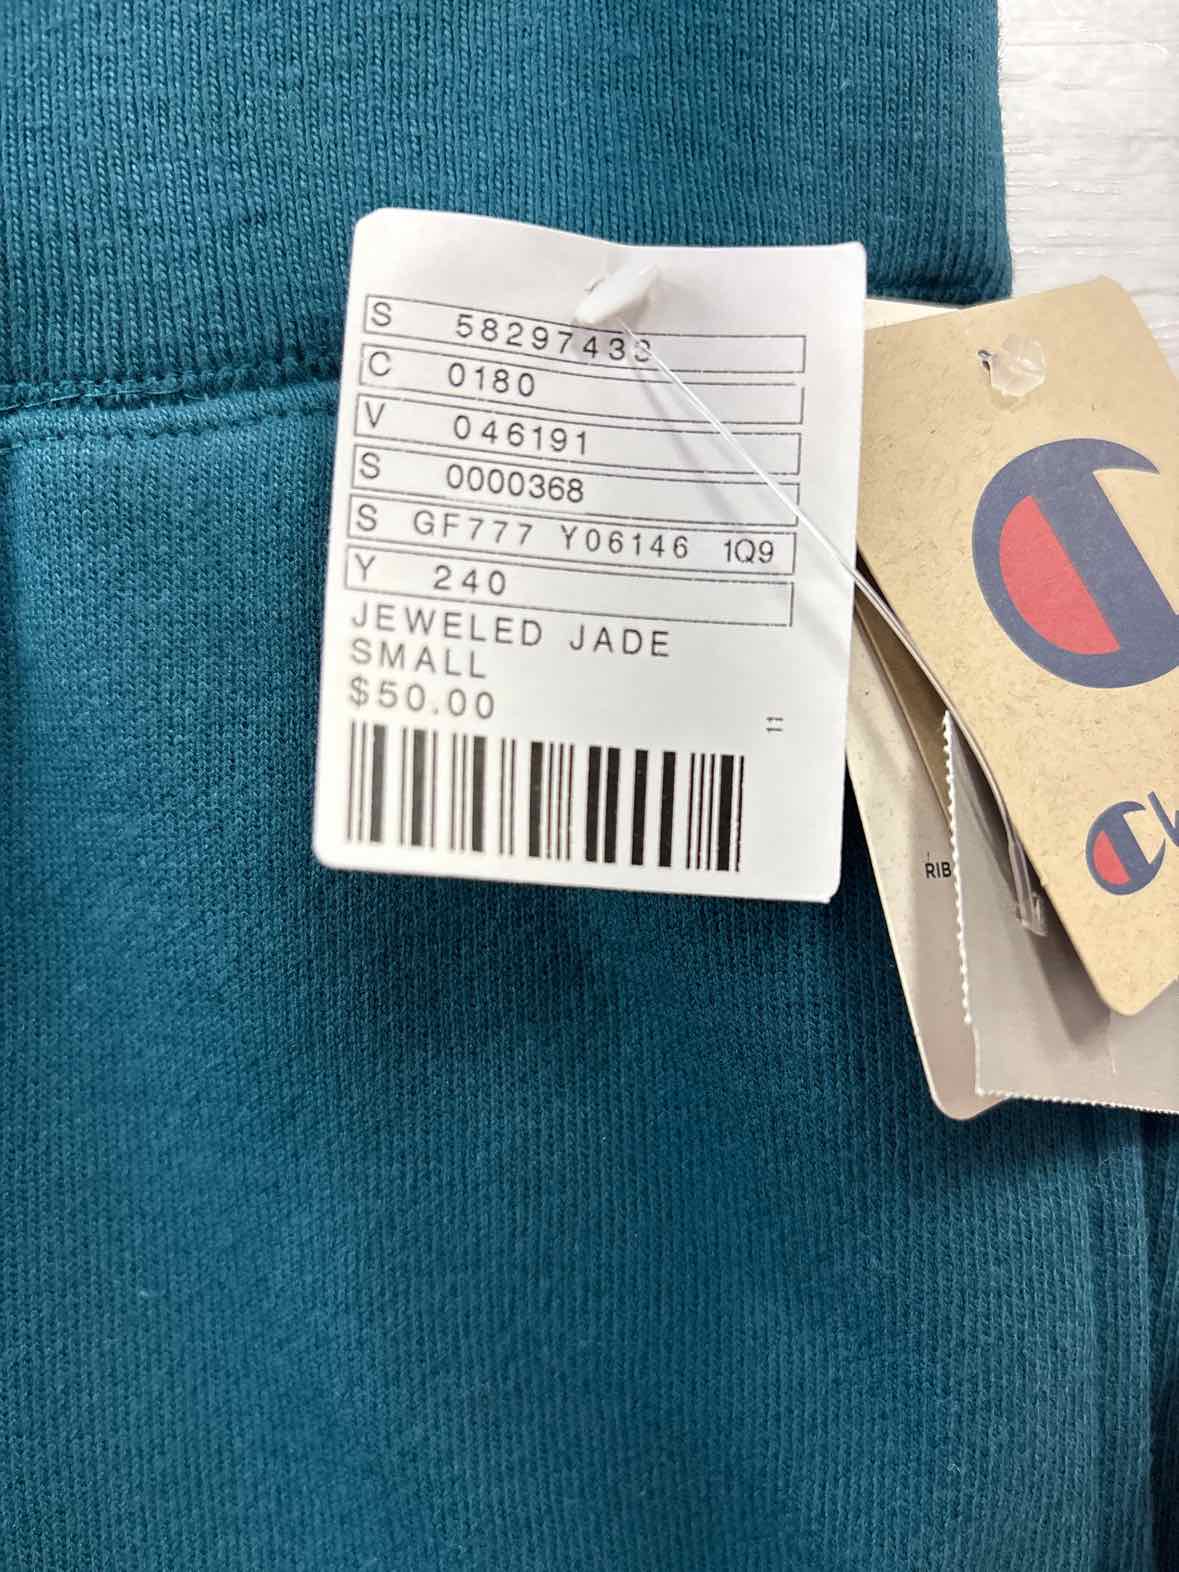 S 58297433
C 0180
V 046191
S 0000368
S GF777 Y06146 1Q9
Y 240
JEWELED JADE
SMALL
$50.00
11
RIB